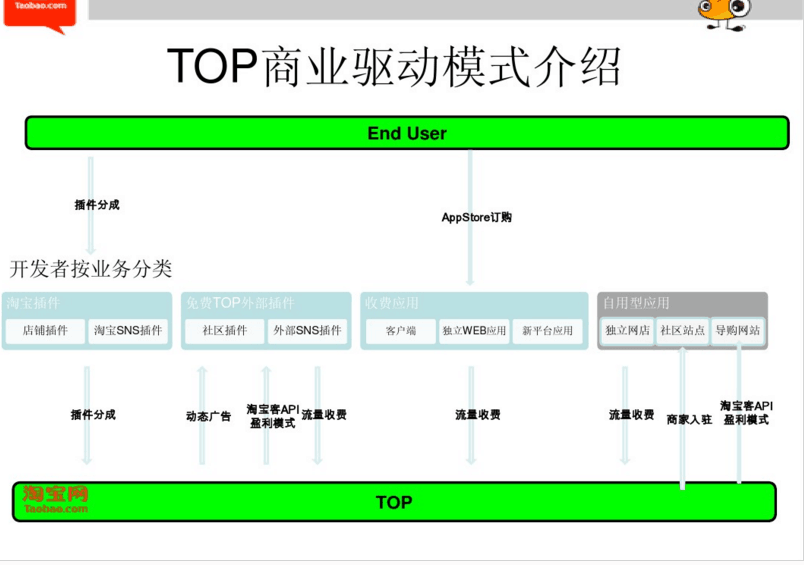 Taobao.com
TOP商业驱动模式介绍
End User
插件分成
AppStore订购
开发者按业务分类
淘宝插件
店铺插件
淘宝SNS插件
免费TOP外部插件
社区插件
外部SNS插件
收费应用
客户端
独立WEB应用
新平台应用
自用型应用
独立网店
社区站点
导购网站
插件分成
动态广告
淘宝客API
盈利模式
流量收费
流量收费
流量收费
商家入驻
淘宝客API
盈利模式
淘宝网
Taobao.com
TOP